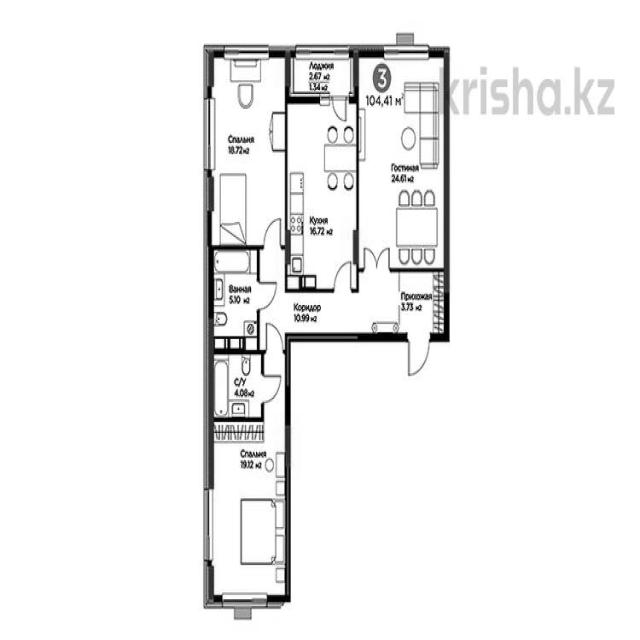 Лоджия
2.67 м2
1.34 м2
3
104,41 м2
krisha.kz
Спальня
18.72 м2
Гостиная
24.61 м2
Кухня
16.72 м2
Ванная
5.10 м2
Коридор
10.99 м2
Прихожая
3.73 м2
С/У
4.08 м2
Спальня
19.12 м2